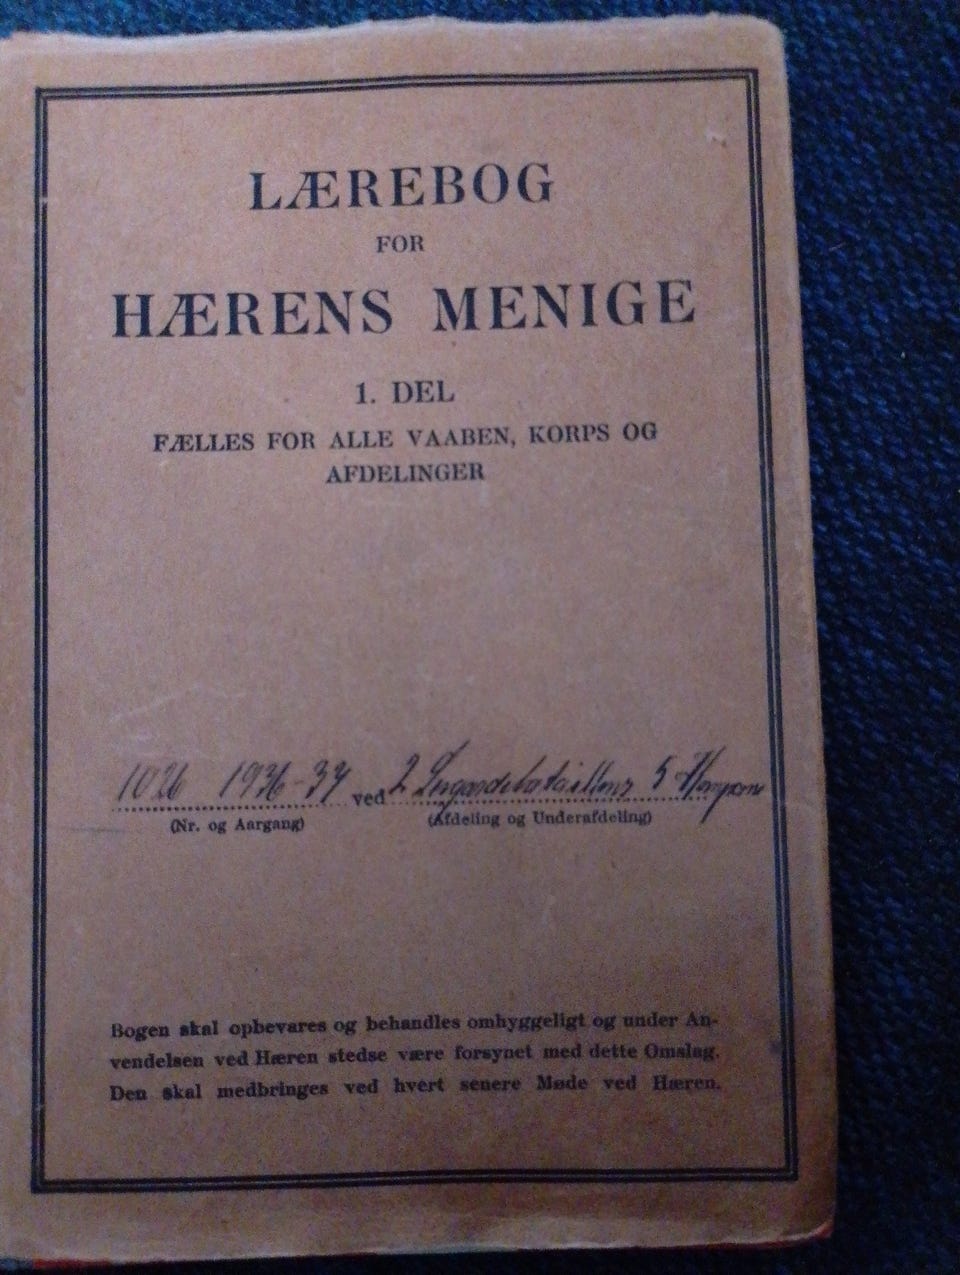 LÆREBOG
FOR
HÆRENS MENIGE
1. DEL
FÆLLES FOR ALLE VAABEN, KORPS OG
AFDELINGER
1026 1936-37 ved 2 5
(Nr. og Aargang) (Afdeling og Underafdeling)
Bogen skal opbevares og behandles omhyggeligt og under An-
vendelsen ved Hæren stedse være forsynet med dette Omslag.
Den skal medbringes ved hvert senere Møde ved Hæren.